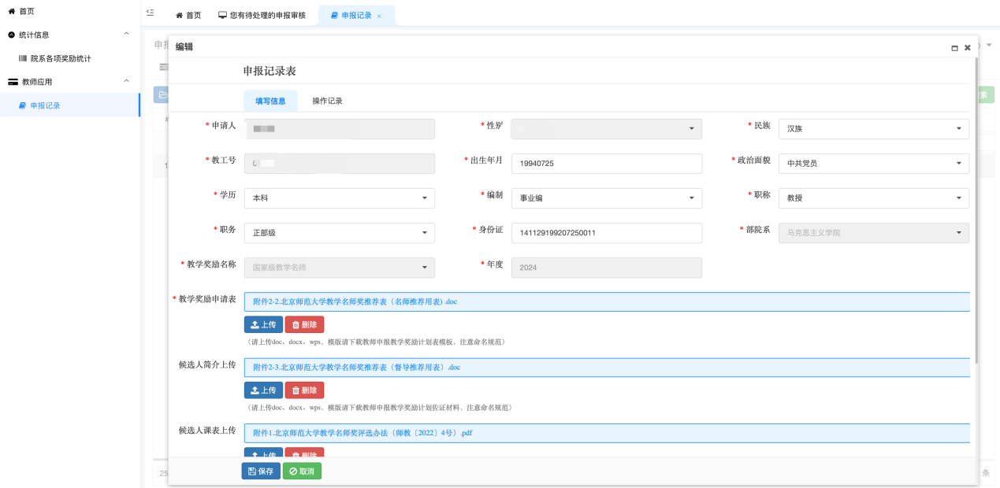 首页
统计信息
院系各项奖励统计
教师应用
申报记录
首页 您有待处理的申报审核 申报记录 ×
申报
编辑
申报记录表
填写信息 操作记录
* 申请人 * 性别 * 民族 汉族
* 教工号 * 出生年月 19940725 * 政治面貌 中共党员
* 学历 本科 * 编制 事业编 * 职称 教授
* 职务 正部级 * 身份证 141129199207250011 * 部院系 马克思主义学院
* 教学奖励名称 国家级教学名师 * 年度 2024
* 教学奖励申请表 附件2-2.北京师范大学教学名师奖推荐表（名师推荐用表）.doc
上传 删除
（请上传doc、docx、wps，模版请下载教师申报教学奖励计划表模板，注意命名规范）
候选人简介上传 附件2-3.北京师范大学教学名师奖推荐表（督导推荐用表）.doc
上传 删除
（请上传doc、docx、wps，模版请下载教师申报教学奖励计划佐证材料，注意命名规范）
候选人课表上传 附件1.北京师范大学教学名师奖评选办法（师教〔2022〕4号）.pdf
上传 删除
保存 取消
25 条